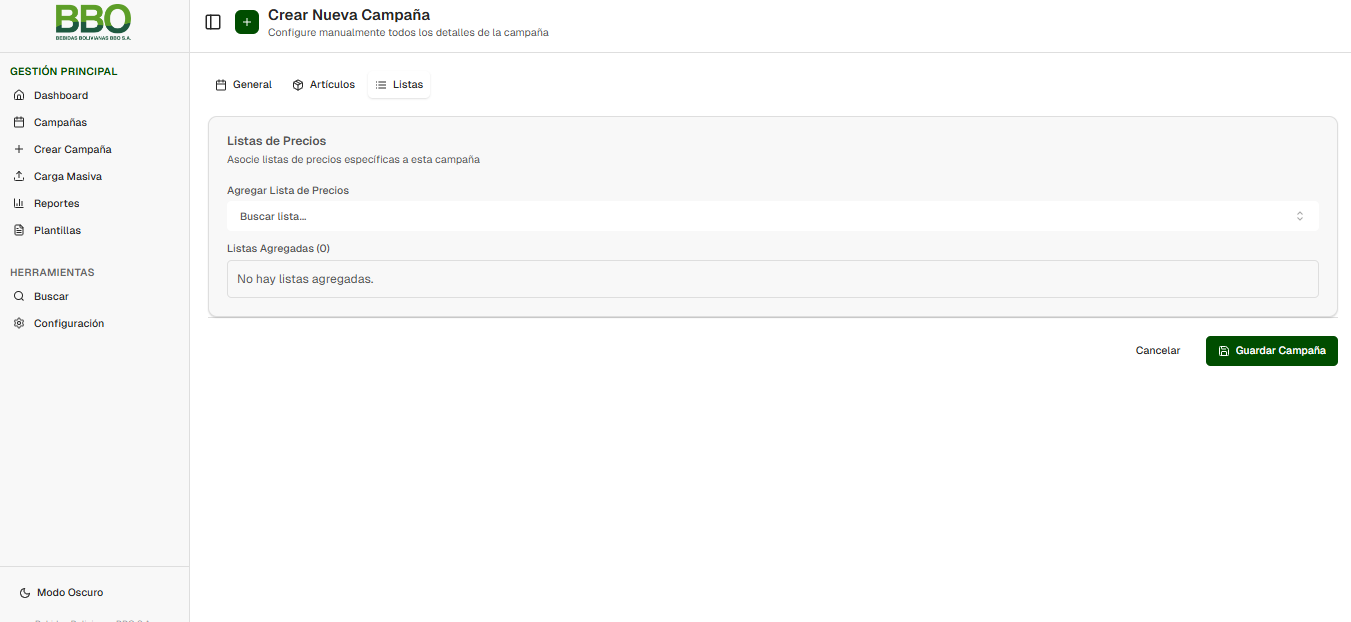 BBO
BEBIDAS BOLIVIANAS BBO S.A.
GESTIÓN PRINCIPAL
Dashboard
Campañas
Crear Campaña
Carga Masiva
Reportes
Plantillas
HERRAMIENTAS
Buscar
Configuración
Modo Oscuro
Crear Nueva Campaña
Configure manualmente todos los detalles de la campaña
General
Artículos
Listas
Listas de Precios
Asocie listas de precios específicas a esta campaña
Agregar Lista de Precios
Buscar lista...
Listas Agregadas (0)
No hay listas agregadas.
Cancelar
Guardar Campaña